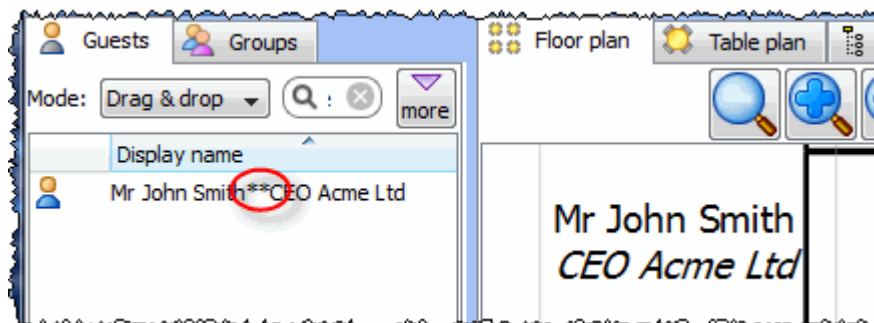 Guests Groups
Mode: Drag & drop : more
Display name
Mr John Smith**CEO Acme Ltd
Floor plan Table plan
Mr John Smith
CEO Acme Ltd